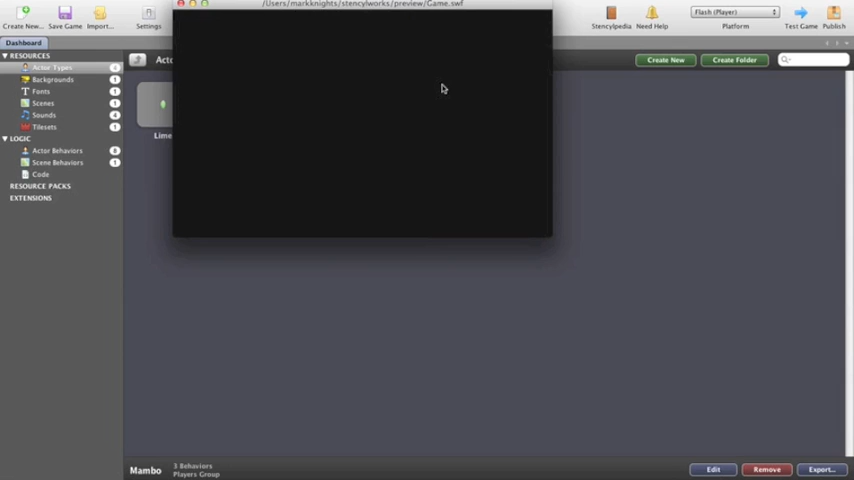 /Users/markknights/stencylworks/preview/Game.swf
Create New... Save Game Import... Settings Stencylpedia Need Help Flash (Player) Platform Test Game Publish
Dashboard
RESOURCES
Actor Types
Backgrounds 1
Fonts 1
Scenes 1
Sounds 4
Tilesets 1
LOGIC
Actor Behaviors 8
Scene Behaviors 1
Code
RESOURCE PACKS
EXTENSIONS
Acto
Create New Create Folder
Lime
Mambo
3 Behaviors
Players Group
Edit Remove Export...